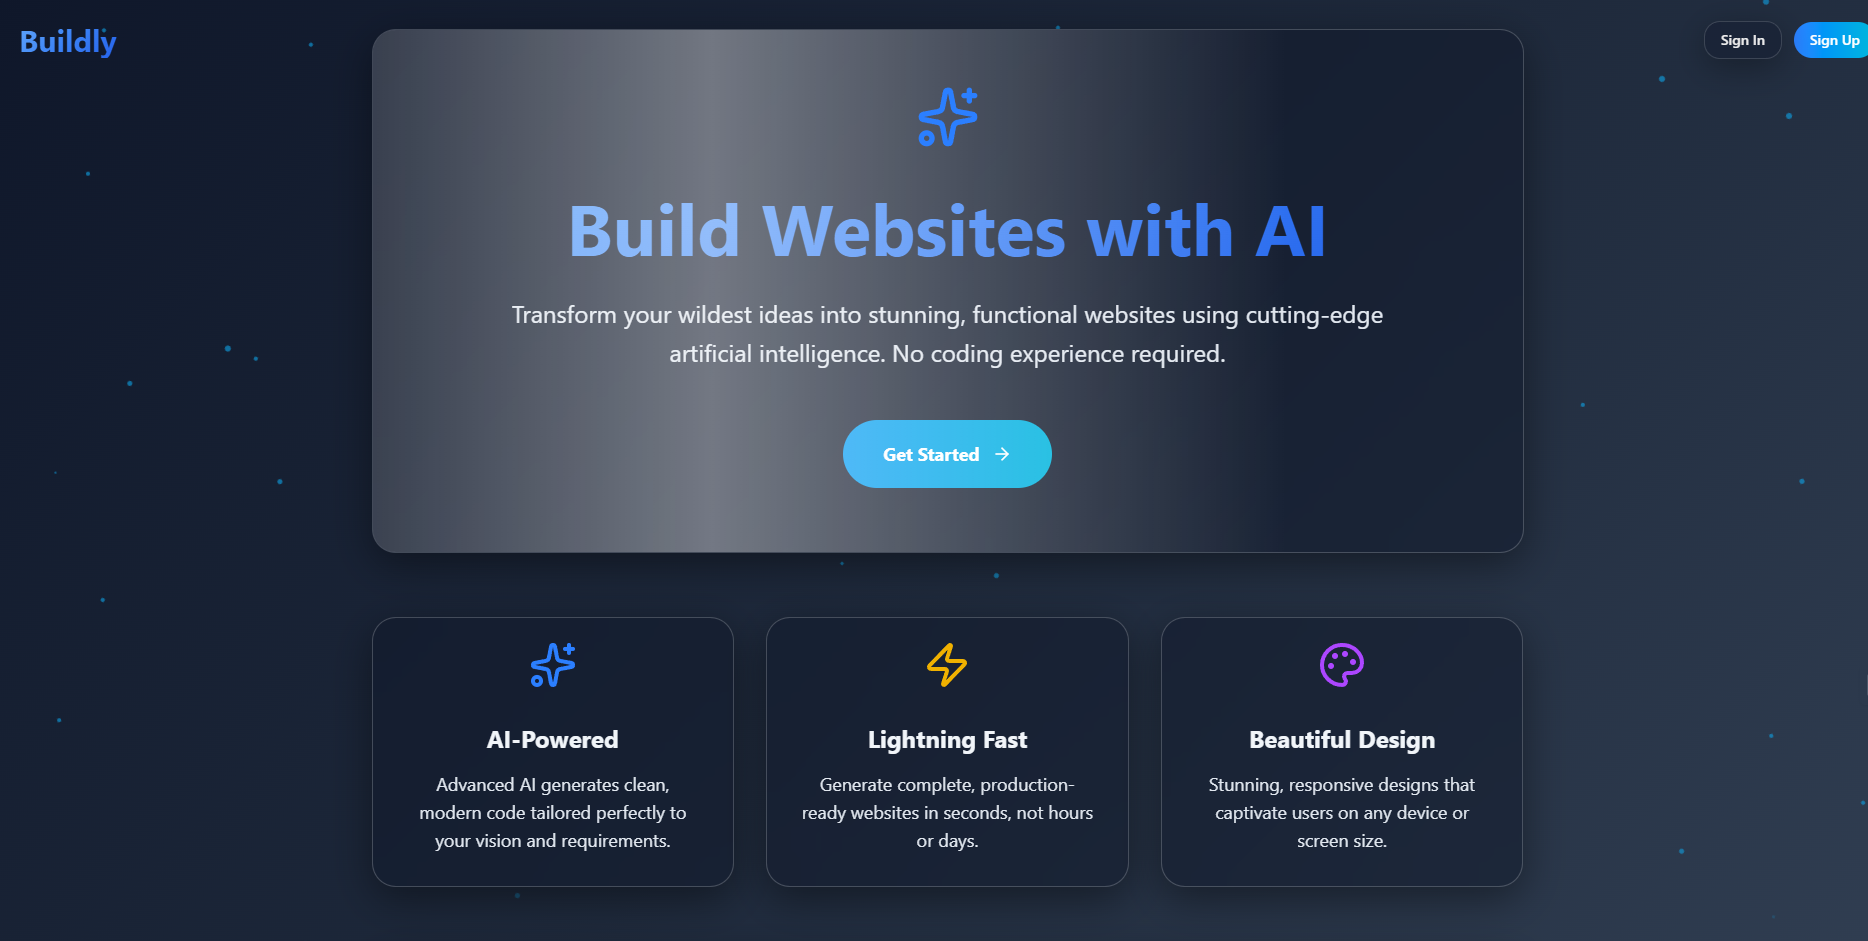 Buildly
Sign In
Sign Up
Build Websites with AI
Transform your wildest ideas into stunning, functional websites using cutting-edge
artificial intelligence. No coding experience required.
Get Started
AI-Powered
Advanced AI generates clean,
modern code tailored perfectly to
your vision and requirements.
Lightning Fast
Generate complete, production-
ready websites in seconds, not hours
or days.
Beautiful Design
Stunning, responsive designs that
captivate users on any device or
screen size.